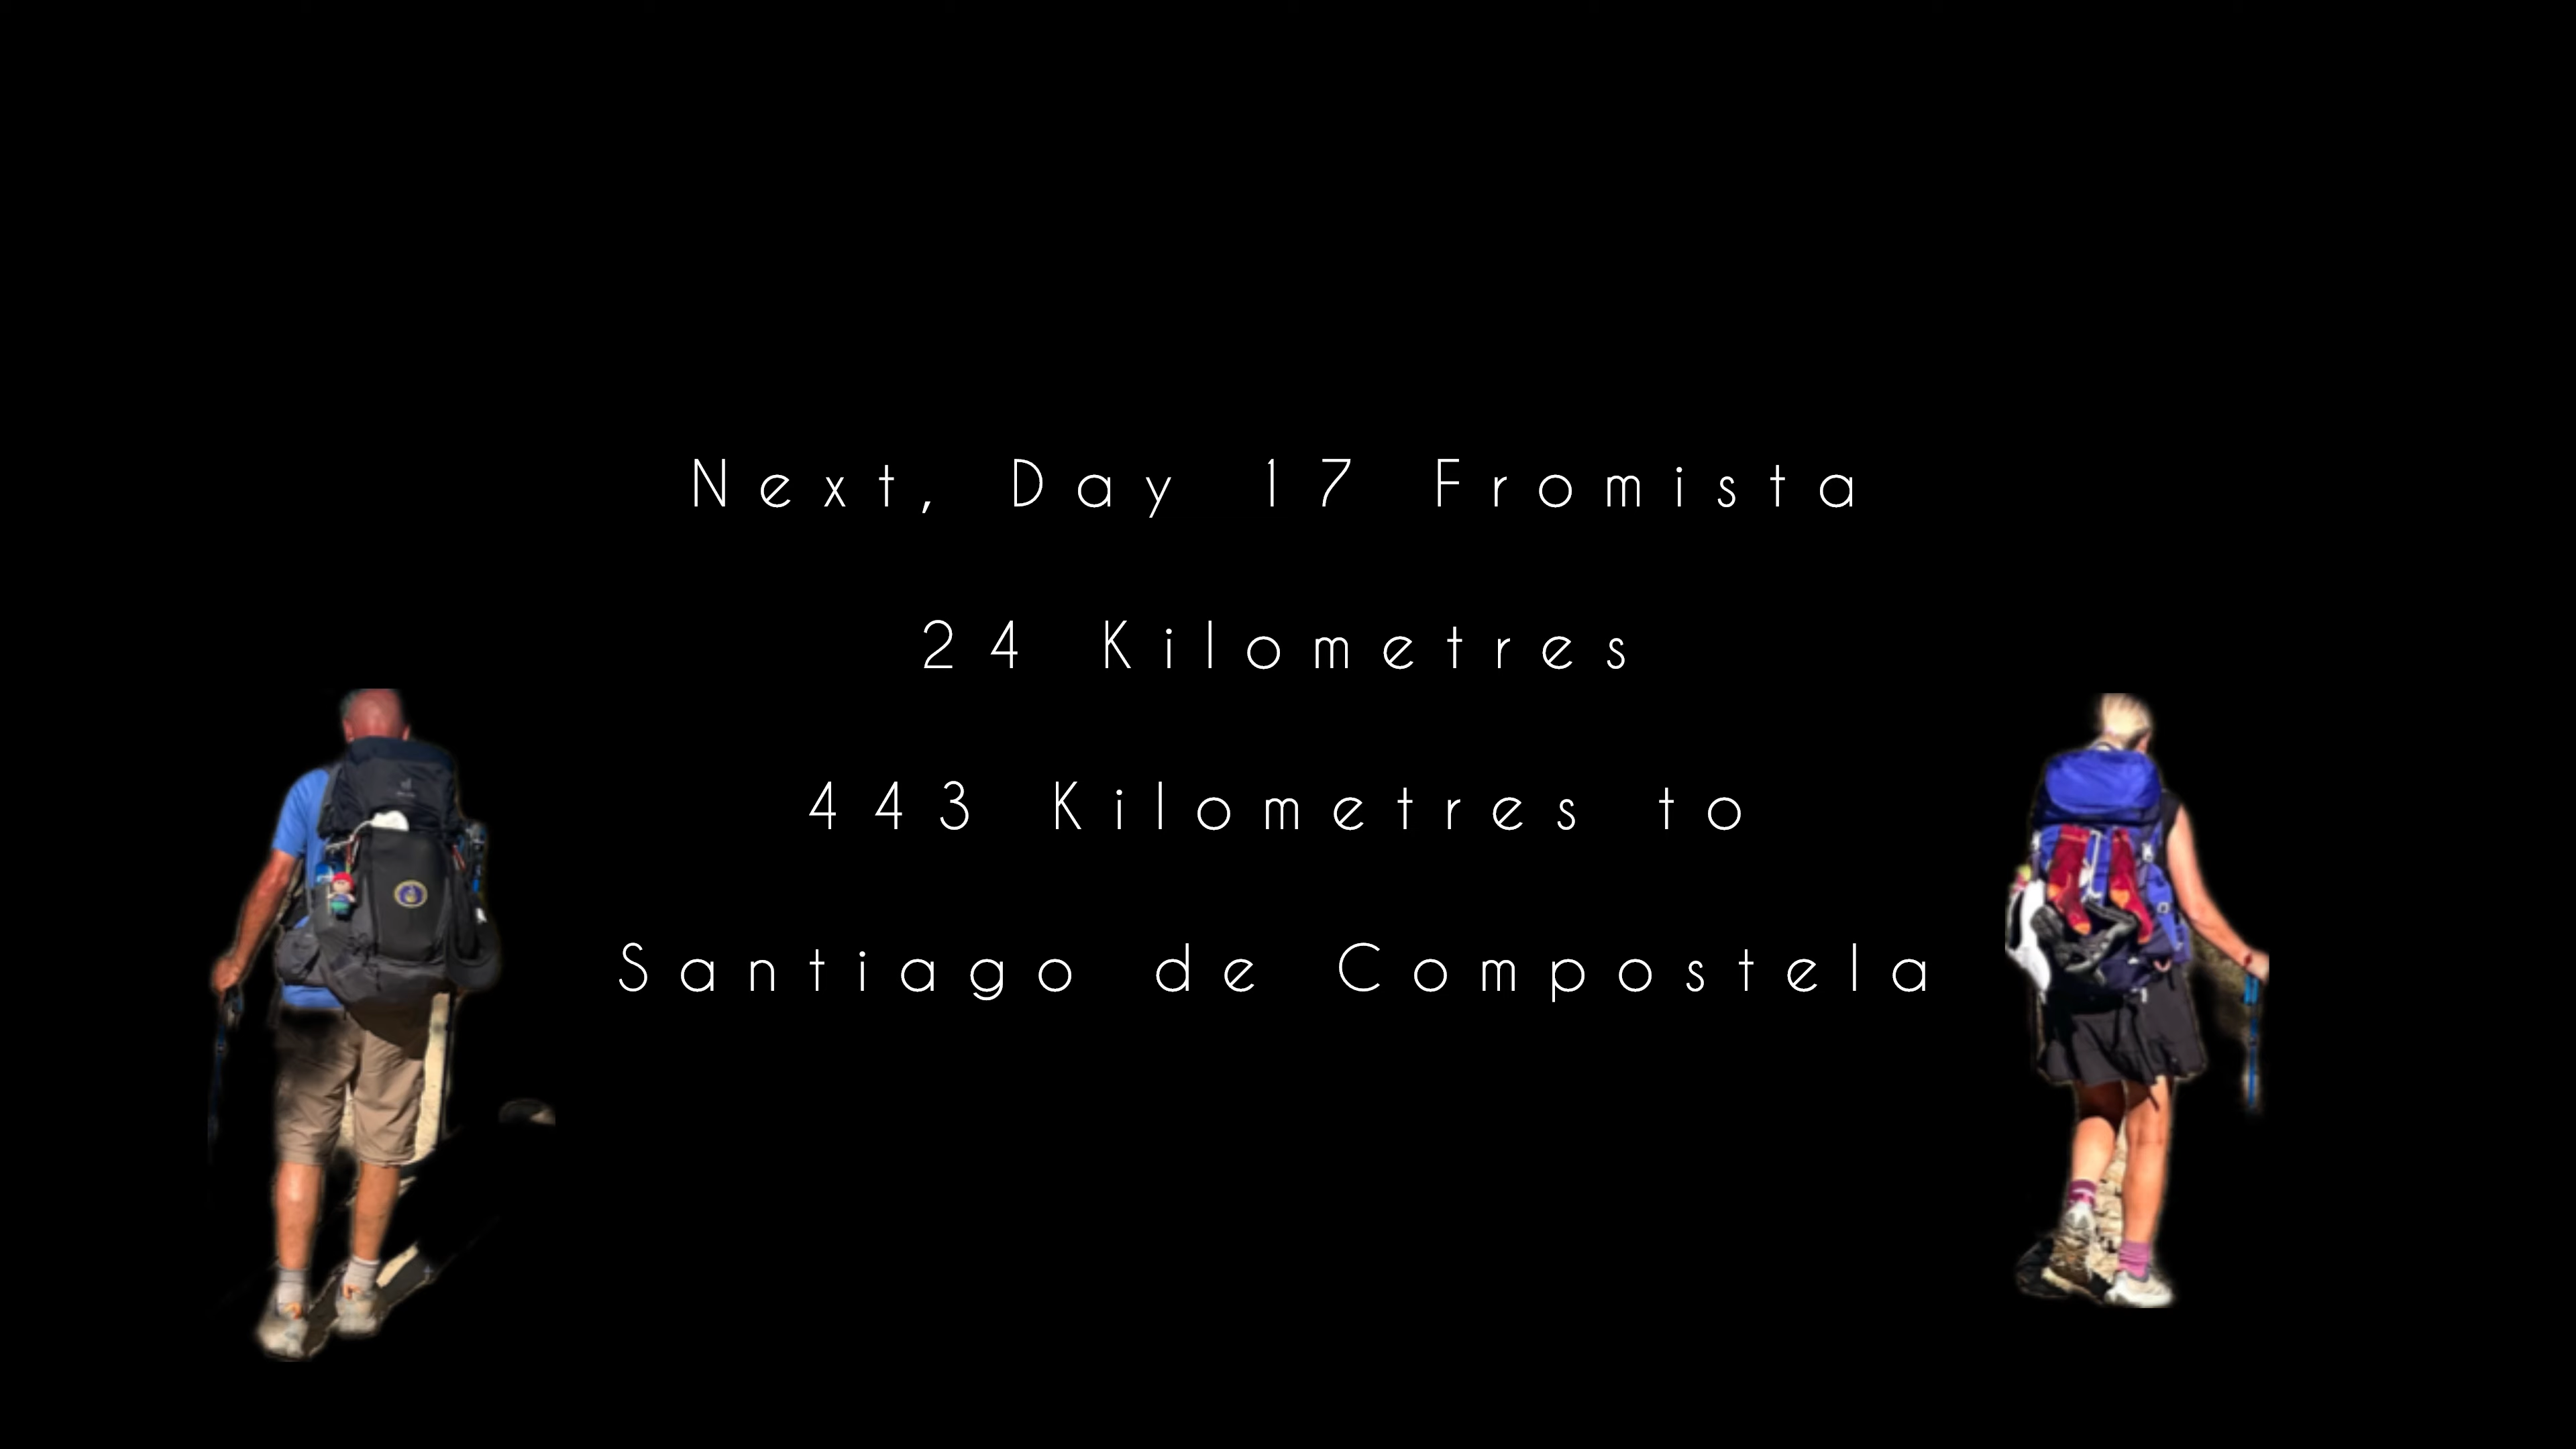 Next, Day 17 Fromista
24 Kilometres
443 Kilometres to
Santiago de Compostela